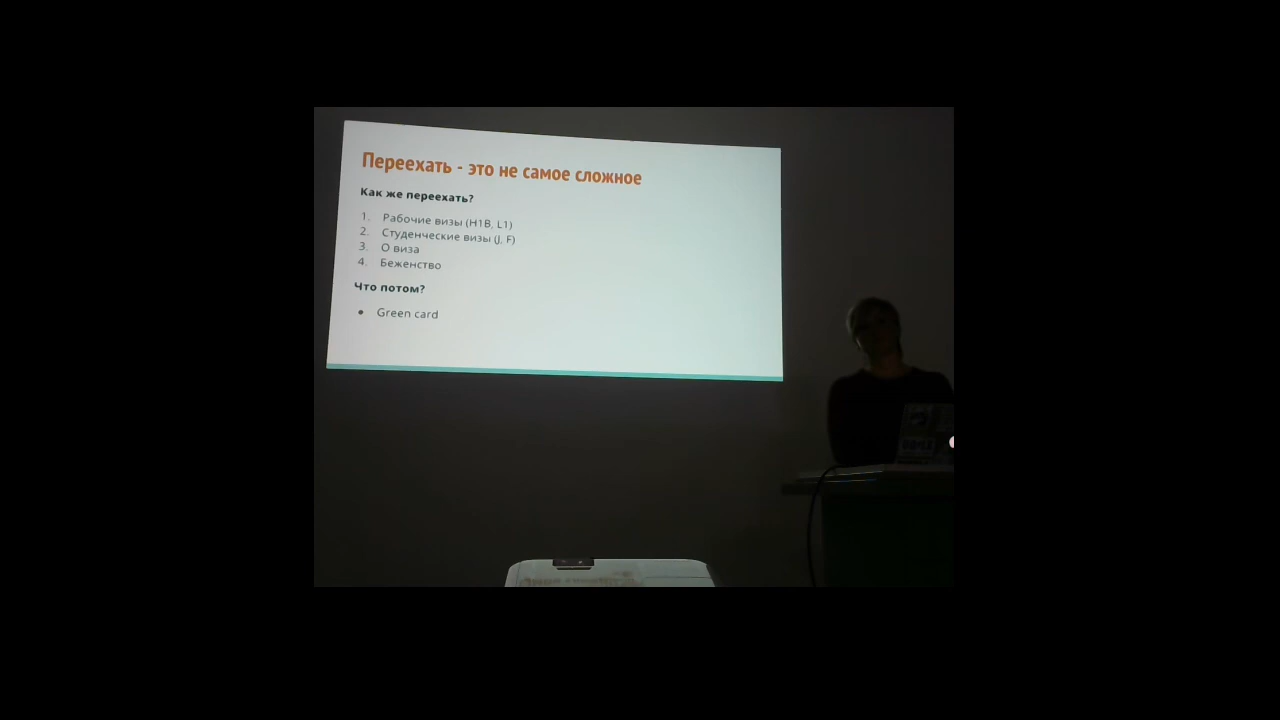 Переехать - это не самое сложное
Как же переехать?
1. Рабочие визы (H1B, L1)
2. Студенческие визы (J, F)
3. О виза
4. Беженство
Что потом?
● Green card